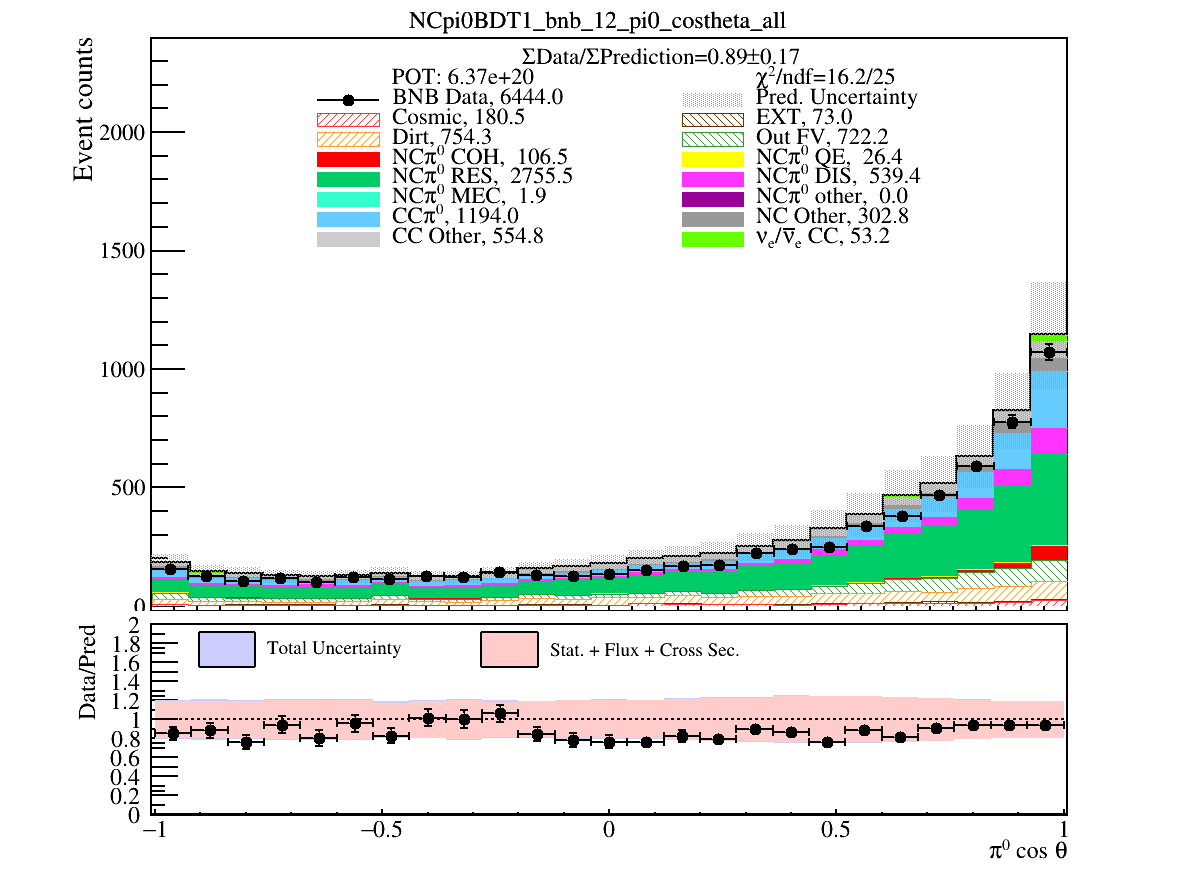 NCpi0BDT1_bnb_12_pi0_costheta_all
ΣData/ΣPrediction=0.89±0.17
POT: 6.37e+20
χ²/ndf=16.2/25
BNB Data, 6444.0
Pred. Uncertainty
Cosmic, 180.5
EXT, 73.0
Dirt, 754.3
Out FV, 722.2
NCπ⁰ COH, 106.5
NCπ⁰ QE, 26.4
NCπ⁰ RES, 2755.5
NCπ⁰ DIS, 539.4
NCπ⁰ MEC, 1.9
NCπ⁰ other, 0.0
CCπ⁰, 1194.0
NC Other, 302.8
CC Other, 554.8
νₑ/ν̅ₑ CC, 53.2
Event counts
2000
1500
1000
500
0
Data/Pred
2
1.8
1.6
1.4
1.2
1
0.8
0.6
0.4
0.2
0
Total Uncertainty
Stat. + Flux + Cross Sec.
−1
−0.5
0
0.5
1
π⁰ cos θ